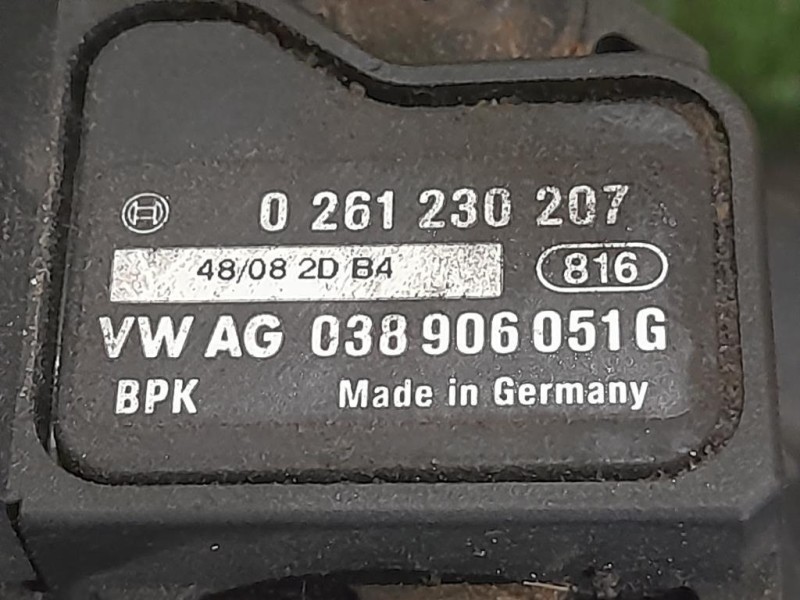 0 261 230 207
48/08 2D B4 816
VW AG 038 906 051 G
BPK Made in Germany